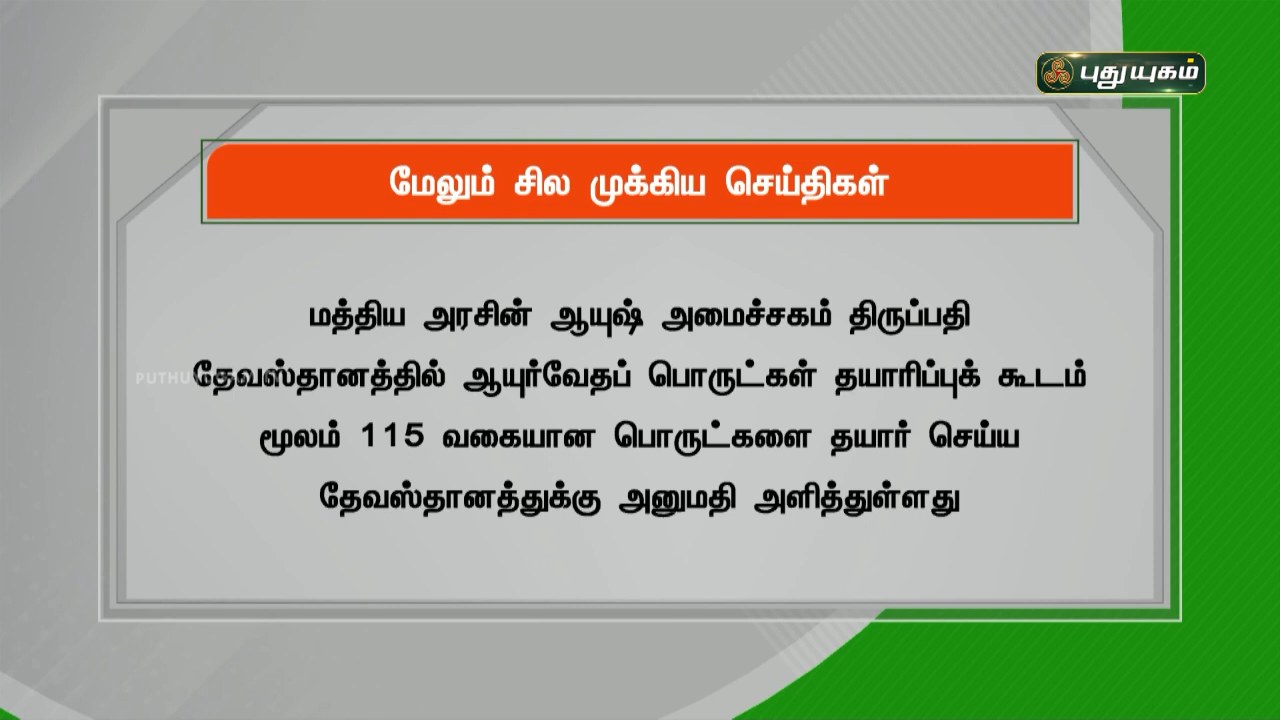 புதுயுகம்
மேலும் சில முக்கிய செய்திகள்
மத்திய அரசின் ஆயுஷ் அமைச்சகம் திருப்பதி
தேவஸ்தானத்தில் ஆயுர்வேதப் பொருட்கள் தயாரிப்புக் கூடம்
மூலம் 115 வகையான பொருட்களை தயார் செய்ய
தேவஸ்தானத்துக்கு அனுமதி அளித்துள்ளது